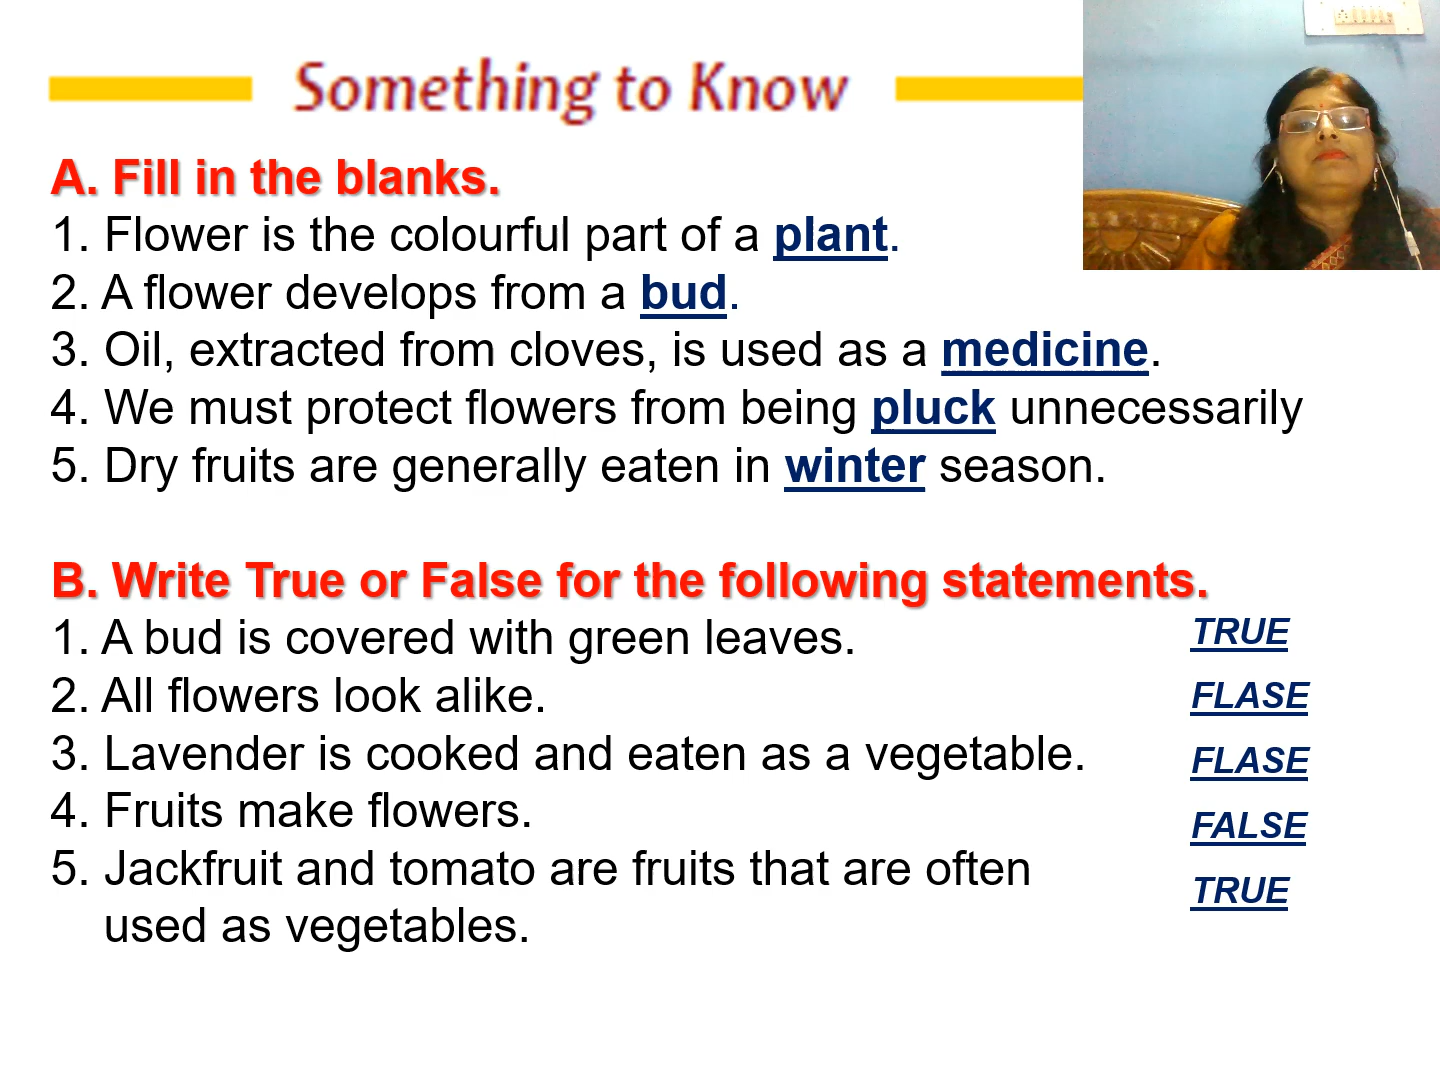 Something to Know
A. Fill in the blanks.
1. Flower is the colourful part of a plant.
2. A flower develops from a bud.
3. Oil, extracted from cloves, is used as a medicine.
4. We must protect flowers from being pluck unnecessarily
5. Dry fruits are generally eaten in winter season.
B. Write True or False for the following statements.
1. A bud is covered with green leaves. TRUE
2. All flowers look alike. FLASE
3. Lavender is cooked and eaten as a vegetable. FLASE
4. Fruits make flowers. FALSE
5. Jackfruit and tomato are fruits that are often TRUE
used as vegetables.